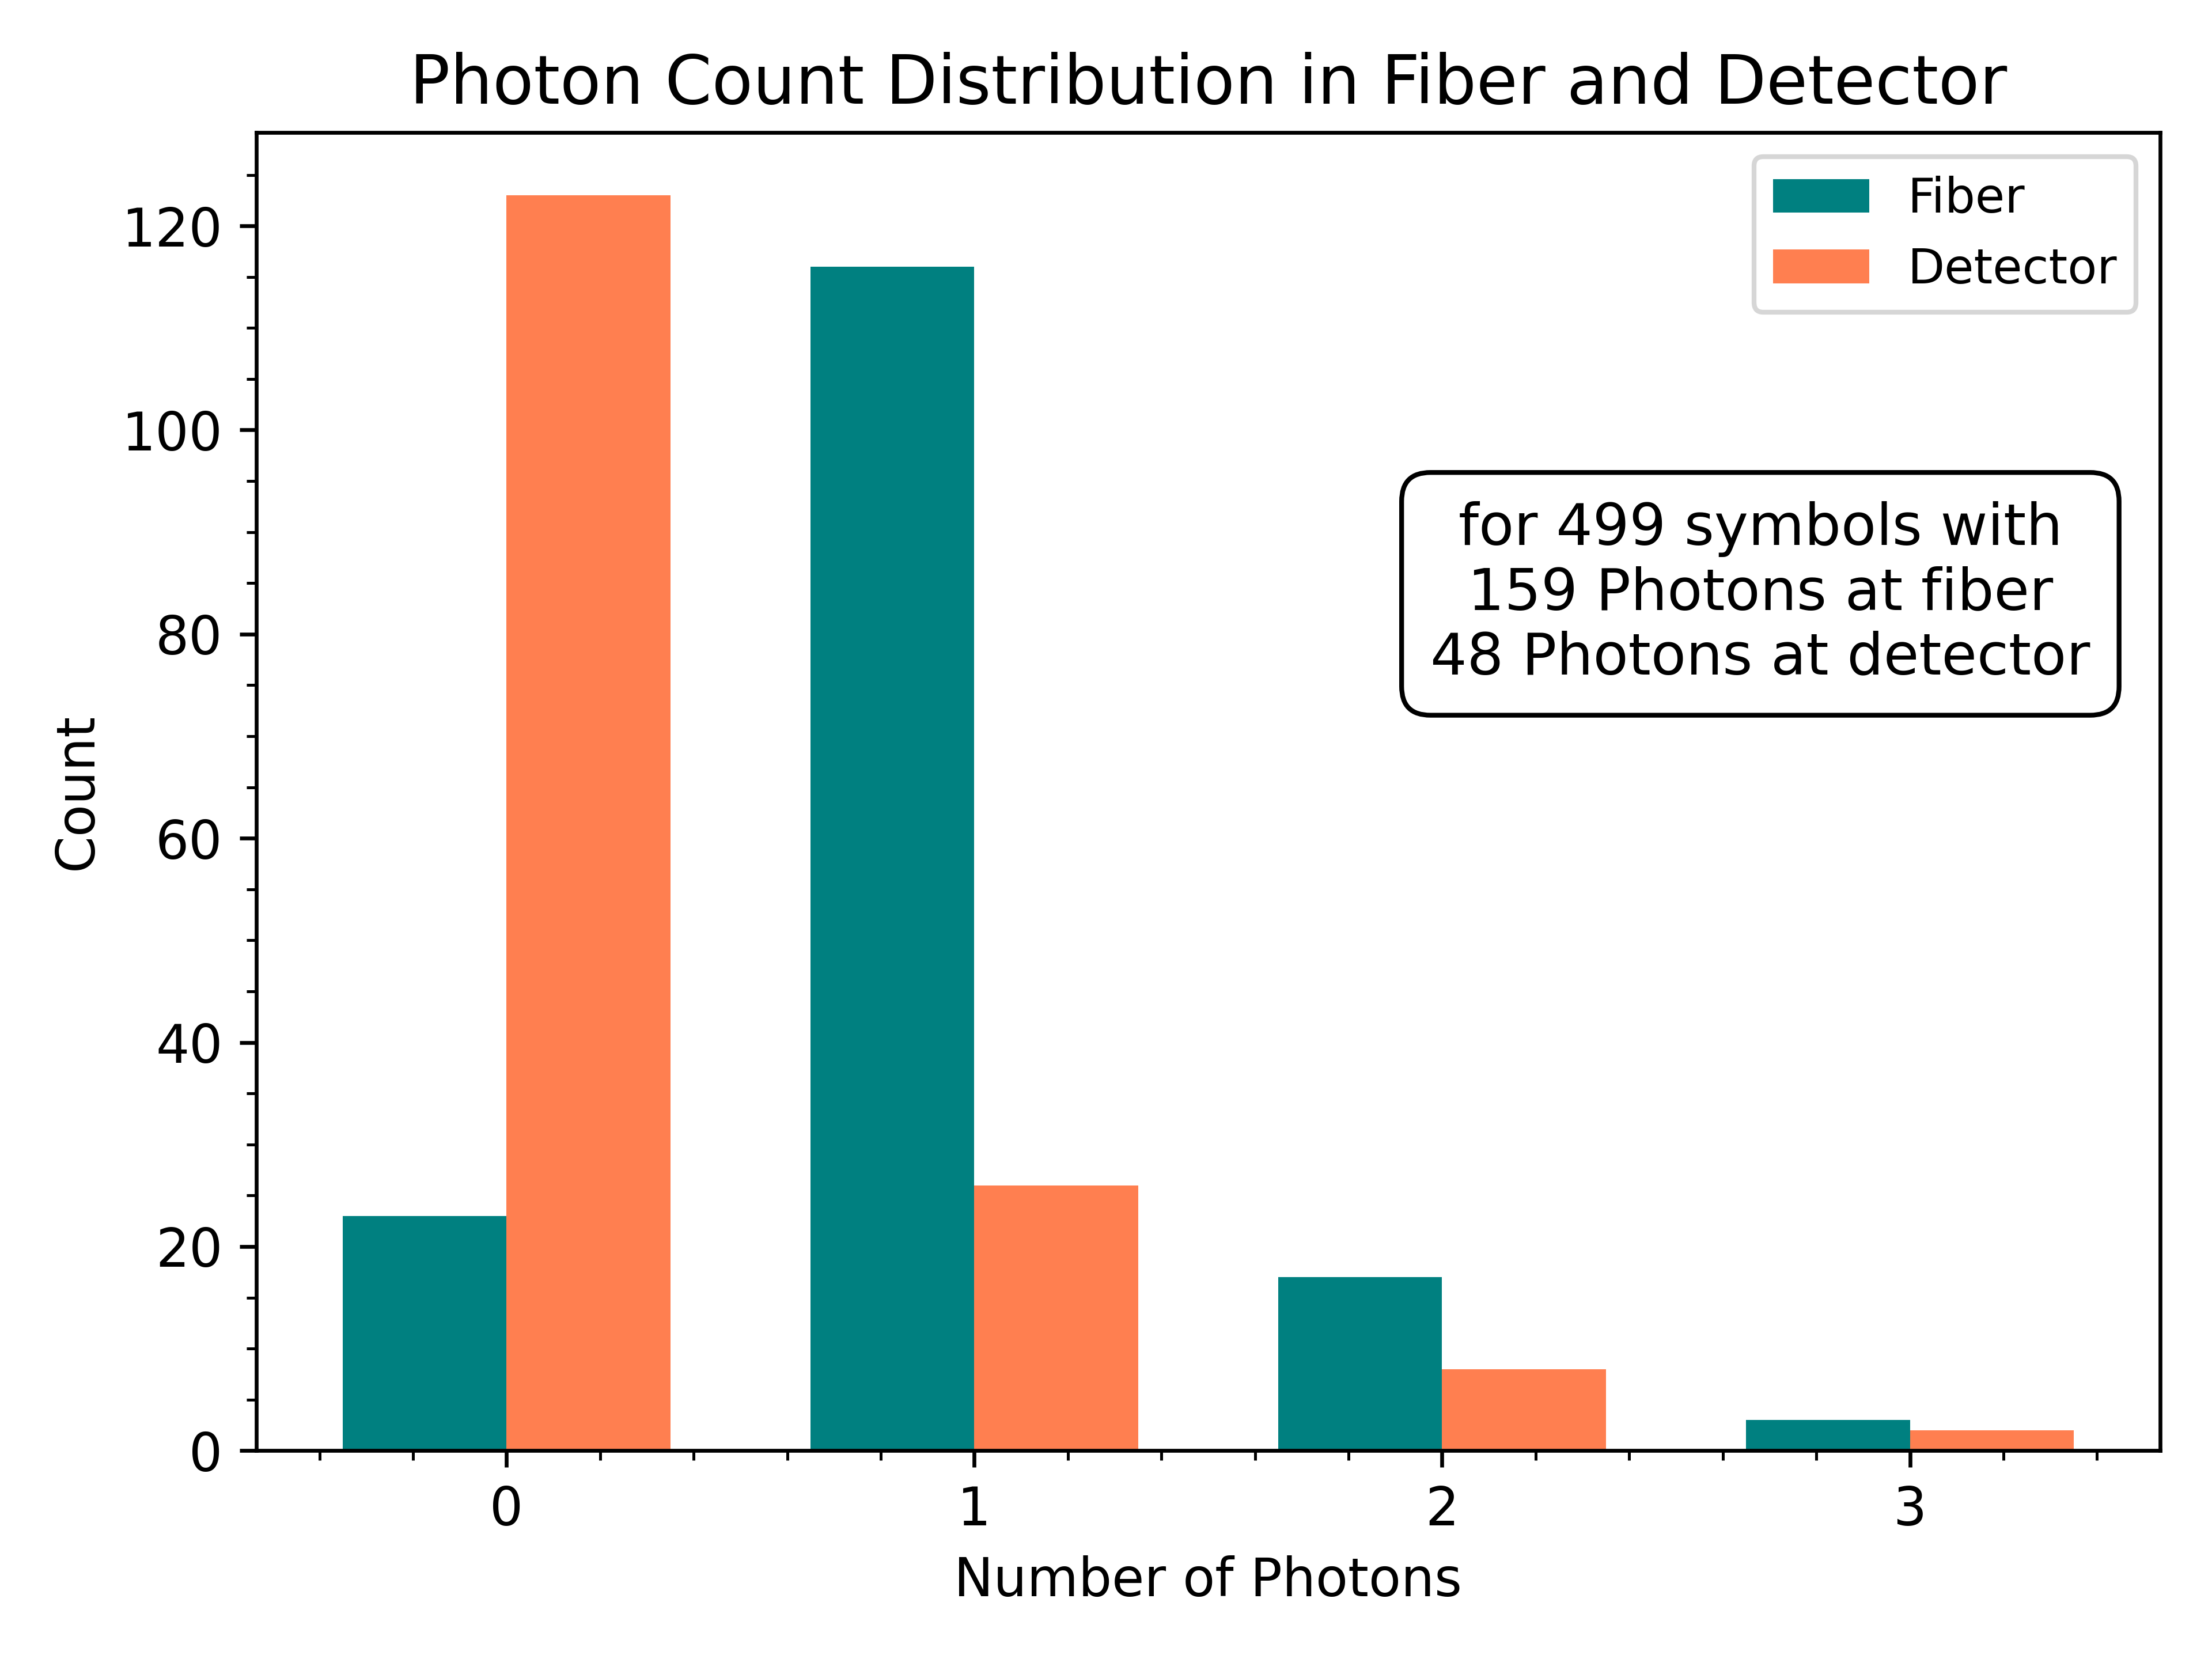 Photon Count Distribution in Fiber and Detector
Fiber
Detector
for 499 symbols with
159 Photons at fiber
48 Photons at detector
Count
120
100
80
60
40
20
0
0 1 2 3
Number of Photons